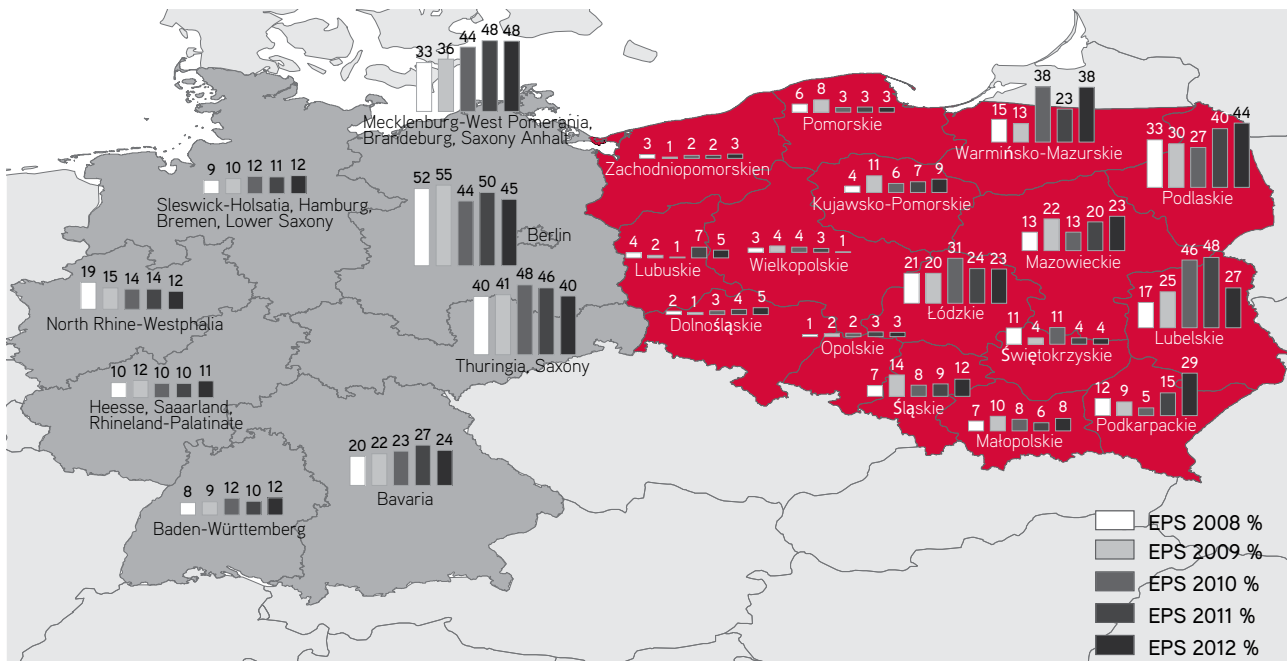 33 36 44 48 48
Mecklenburg-West Pomerania,
Brandeburg, Saxony Anhalt
9 10 12 11 12
Sleswick-Holsatia, Hamburg,
Bremen, Lower Saxony
52 55 44 50 45
Berlin
19 15 14 14 12
North Rhine-Westphalia
40 41 48 46 40
Thuringia, Saxony
10 12 10 10 11
Heesse, Saaarland,
Rhineland-Palatinate
20 22 23 27 24
Bavaria
8 9 12 10 12
Baden-Württemberg
6 8 3 3 3
Pomorskie
15 13 38 23 38
Warmińsko-Mazurskie
33 30 27 40 44
Podlaskie
3 1 2 2 3
Zachodniopomorskien
4 11 6 7 9
Kujawsko-Pomorskie
13 22 13 20 23
Mazowieckie
4 2 1 7 5
Lubuskie
3 4 4 3 1
Wielkopolskie
21 20 31 24 23
Łódzkie
17 25 46 48 27
Lubelskie
2 1 3 4 5
Dolnośląskie
1 2 2 3 3
Opolskie
11 4 11 4 4
Świętokrzyskie
7 14 8 9 12
Śląskie
7 10 8 6 8
Małopolskie
12 9 5 15 29
Podkarpackie
EPS 2008 %
EPS 2009 %
EPS 2010 %
EPS 2011 %
EPS 2012 %